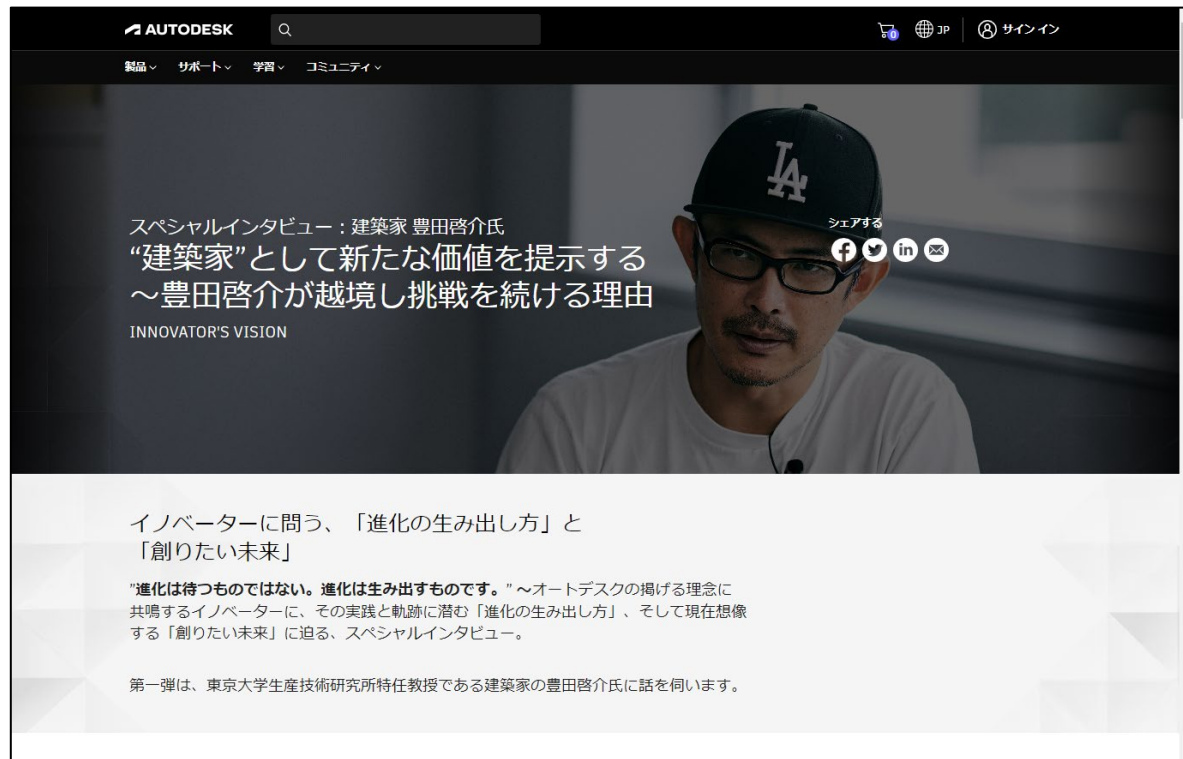 AUTODESK
0
JP
サインイン
製品
サポート
学習
コミュニティ
LA
スペシャルインタビュー：建築家 豊田啓介氏
“建築家”として新たな価値を提示する
～豊田啓介が越境し挑戦を続ける理由
INNOVATOR'S VISION
シェアする
イノベーターに問う、「進化の生み出し方」と
「創りたい未来」
"進化は待つものではない。進化は生み出すものです。" ～オートデスクの掲げる理念に
共鳴するイノベーターに、その実践と軌跡に潜む「進化の生み出し方」、そして現在想像
する「創りたい未来」に迫る、スペシャルインタビュー。
第一弾は、東京大学生産技術研究所特任教授である建築家の豊田啓介氏に話を伺います。